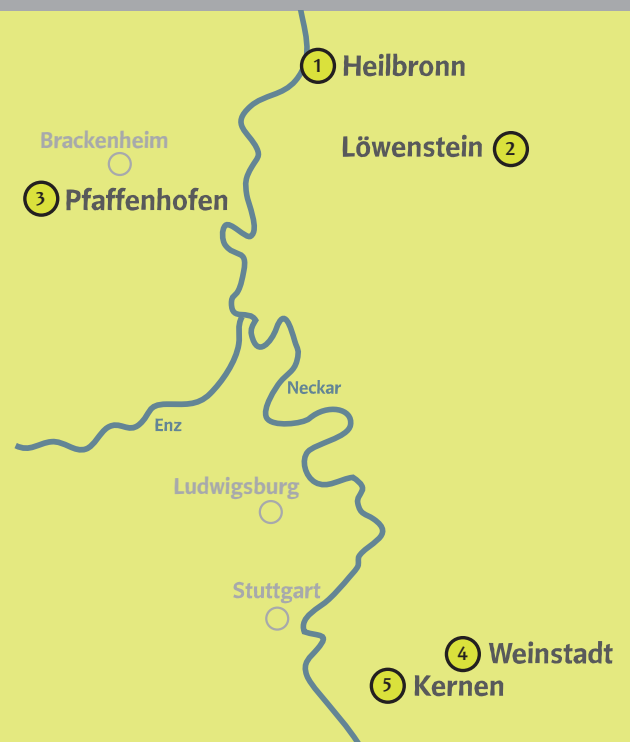 1 Heilbronn
Brackenheim
Löwenstein 2
3 Pfaffenhofen
Neckar
Enz
Ludwigsburg
Stuttgart
4 Weinstadt
5 Kernen